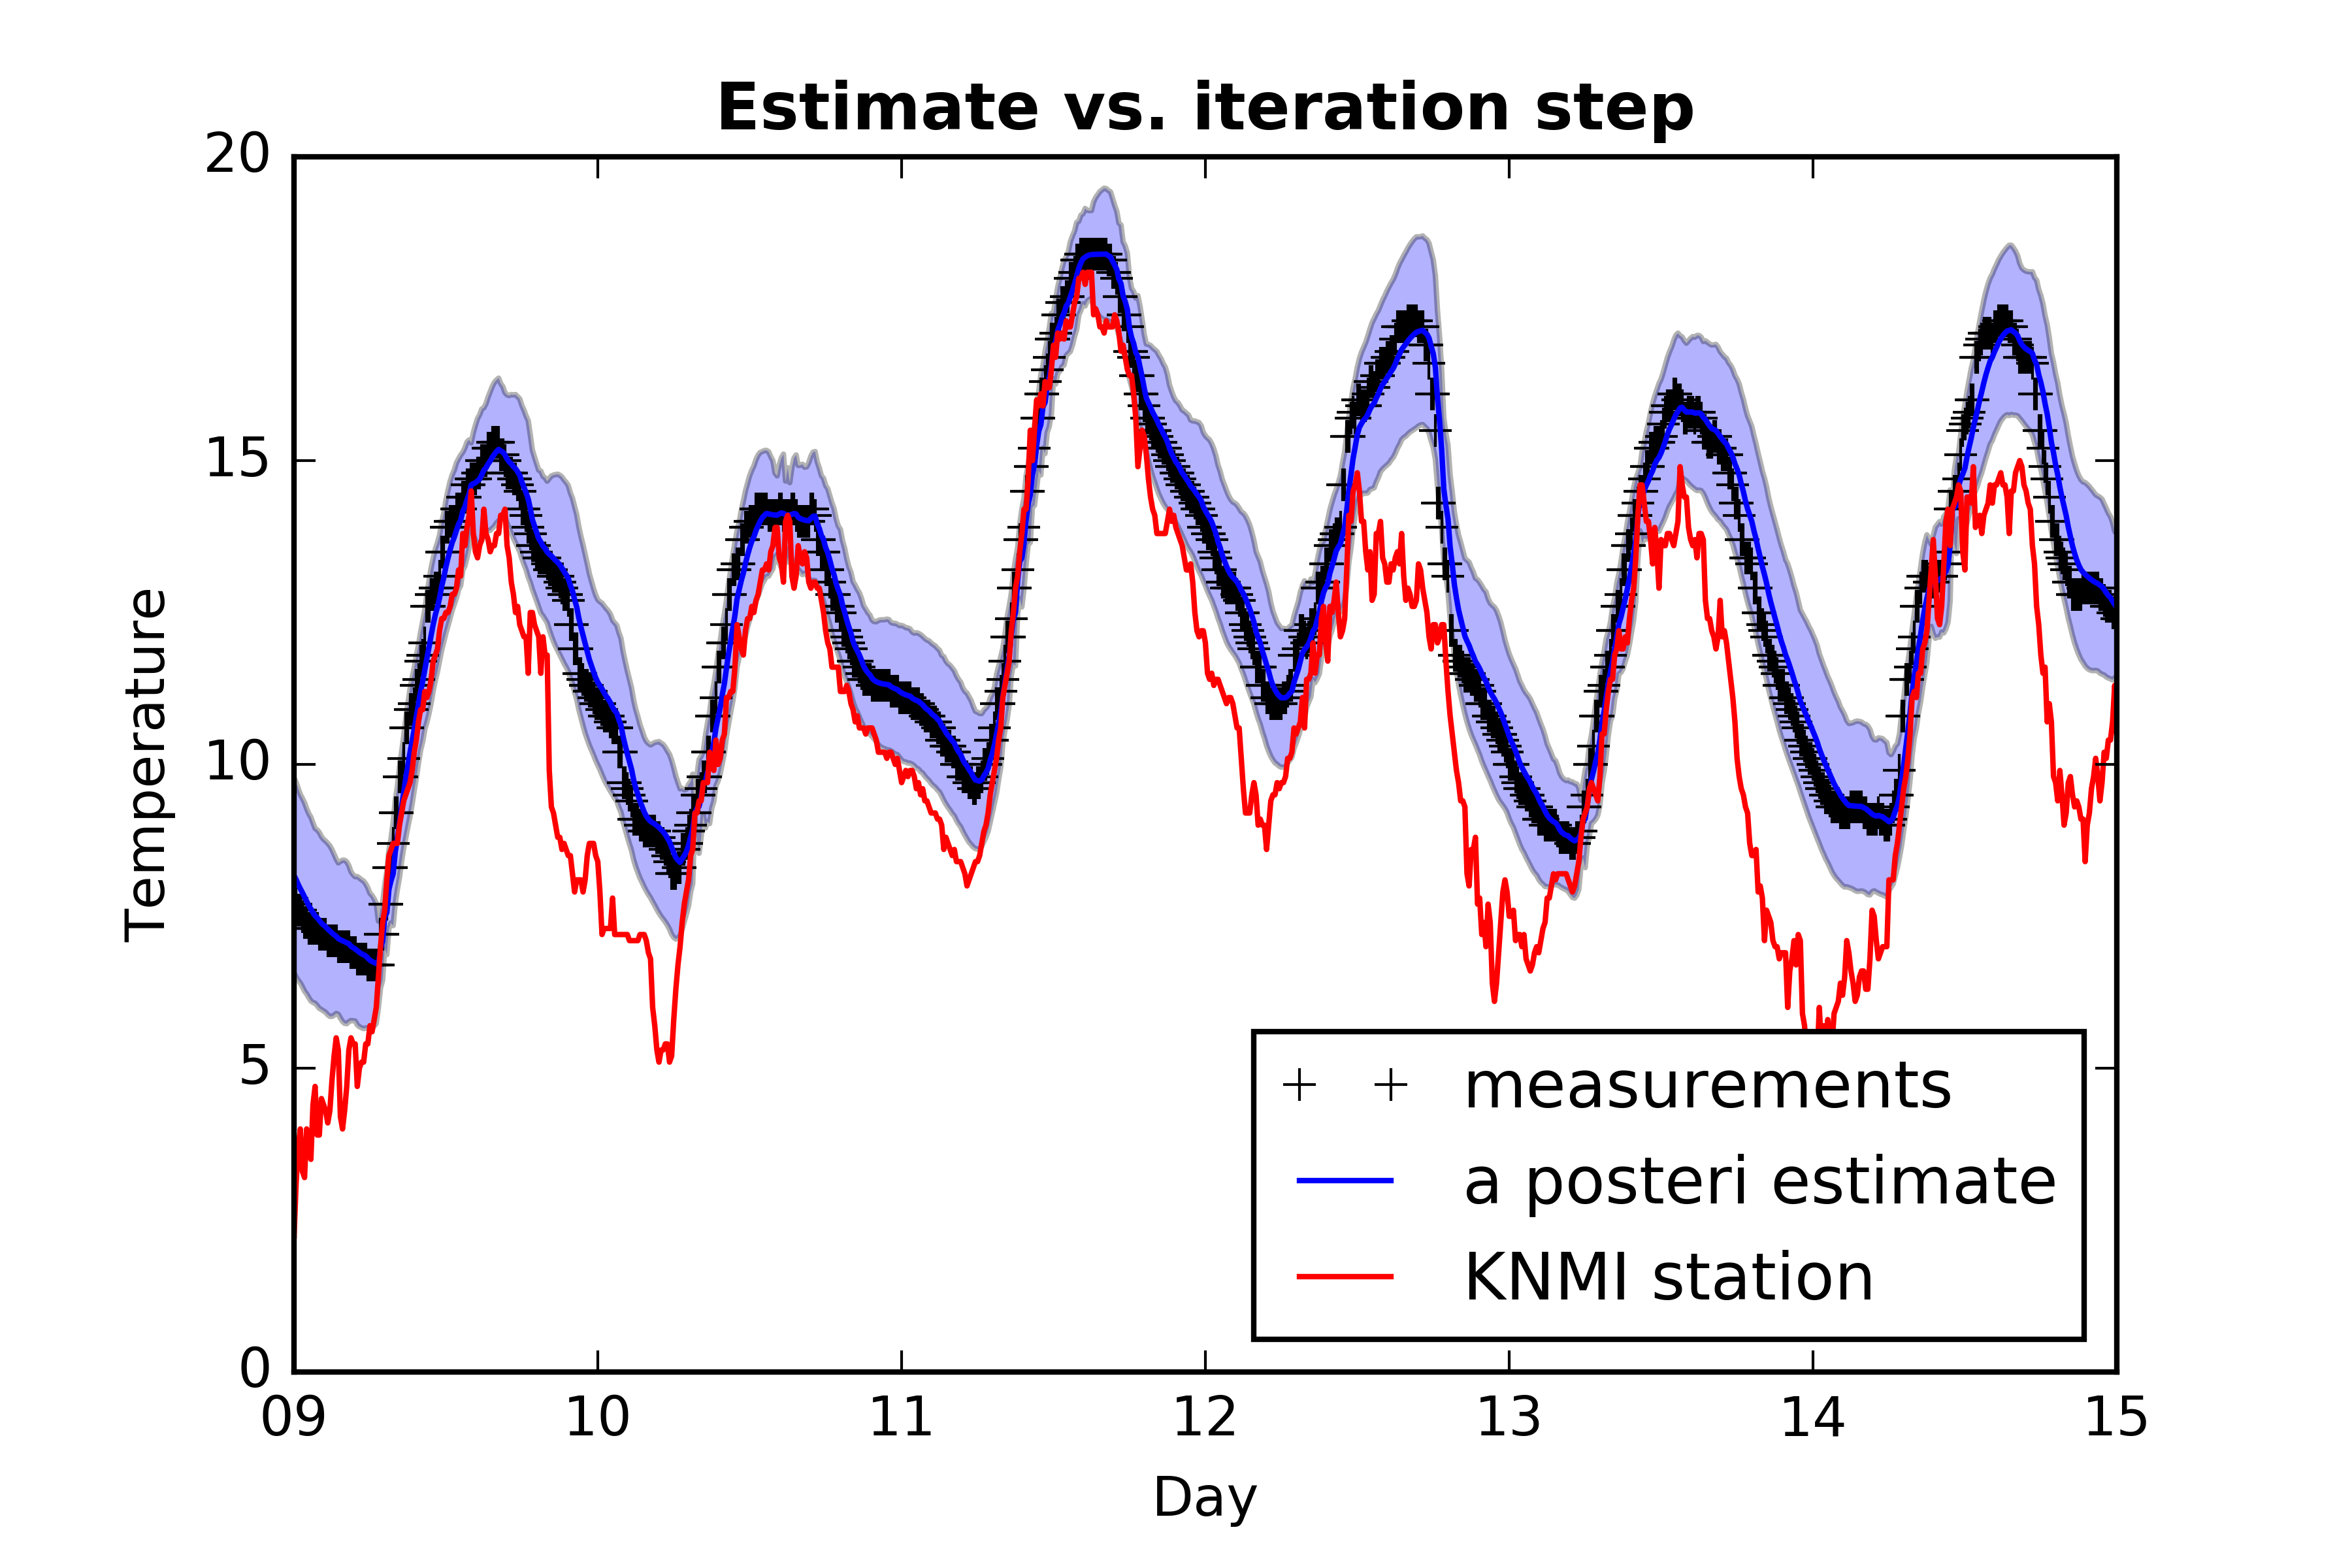 Estimate vs. iteration step
20
15
10
5
0
Temperature
09 10 11 12 13 14 15
Day
measurements
a posteri estimate
KNMI station